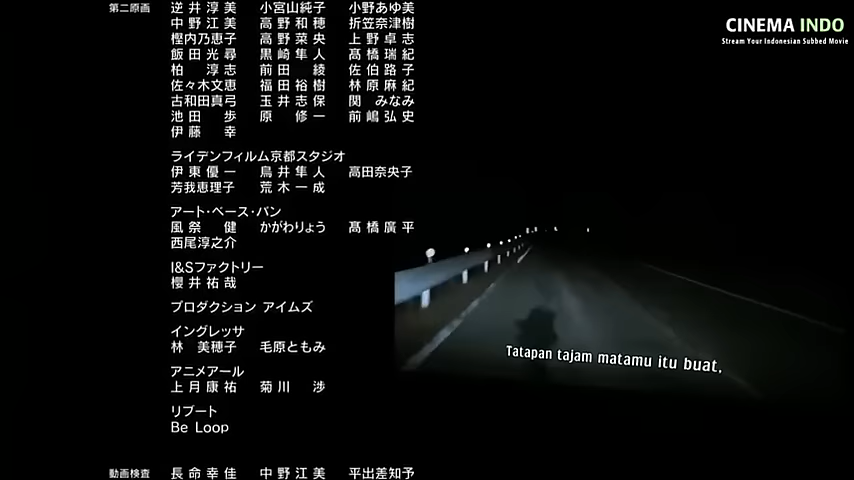 第二原画
逆井淳美 小宮山純子 小野あゆ美
中野江美 高野和穂 折笠奈津樹
樫内乃恵子 高野菜央 上野卓志
飯田光尋 黒崎隼人 髙橋瑞紀
柏 淳志 前田 綾 佐伯路子
佐々木文恵 福田裕樹 林原麻紀
古和田真弓 玉井志保 関 みなみ
池田 歩 原 修一 前嶋弘史
伊藤 幸
ライデンフィルム京都スタジオ
伊東優一 鳥井隼人 高田奈央子
芳我恵理子 荒木一成
アート・ベース・バン
風祭 健 かがわりょう 髙橋廣平
西尾淳之介
I&Sファクトリー
櫻井祐哉
プロダクション アイムズ
イングレッサ
林 美穂子 毛原ともみ
アニメアール
上月康祐 菊川 渉
リブート
Be Loop
動画検査 長命幸佳 中野江美 平出差知予
CINEMA INDO
Stream Your Indonesian Subbed Movie
Tatapan tajam matamu itu buat,